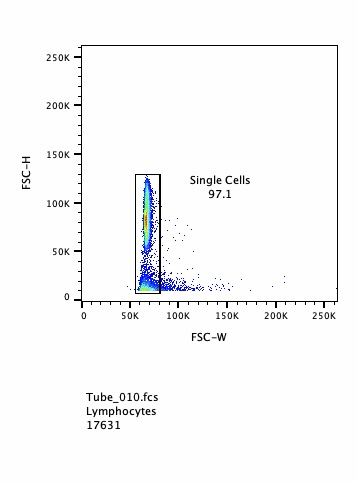 250K
200K
150K
100K
50K
0
FSC-H
Single Cells
97.1
0 50K 100K 150K 200K 250K
FSC-W
Tube_010.fcs
Lymphocytes
17631